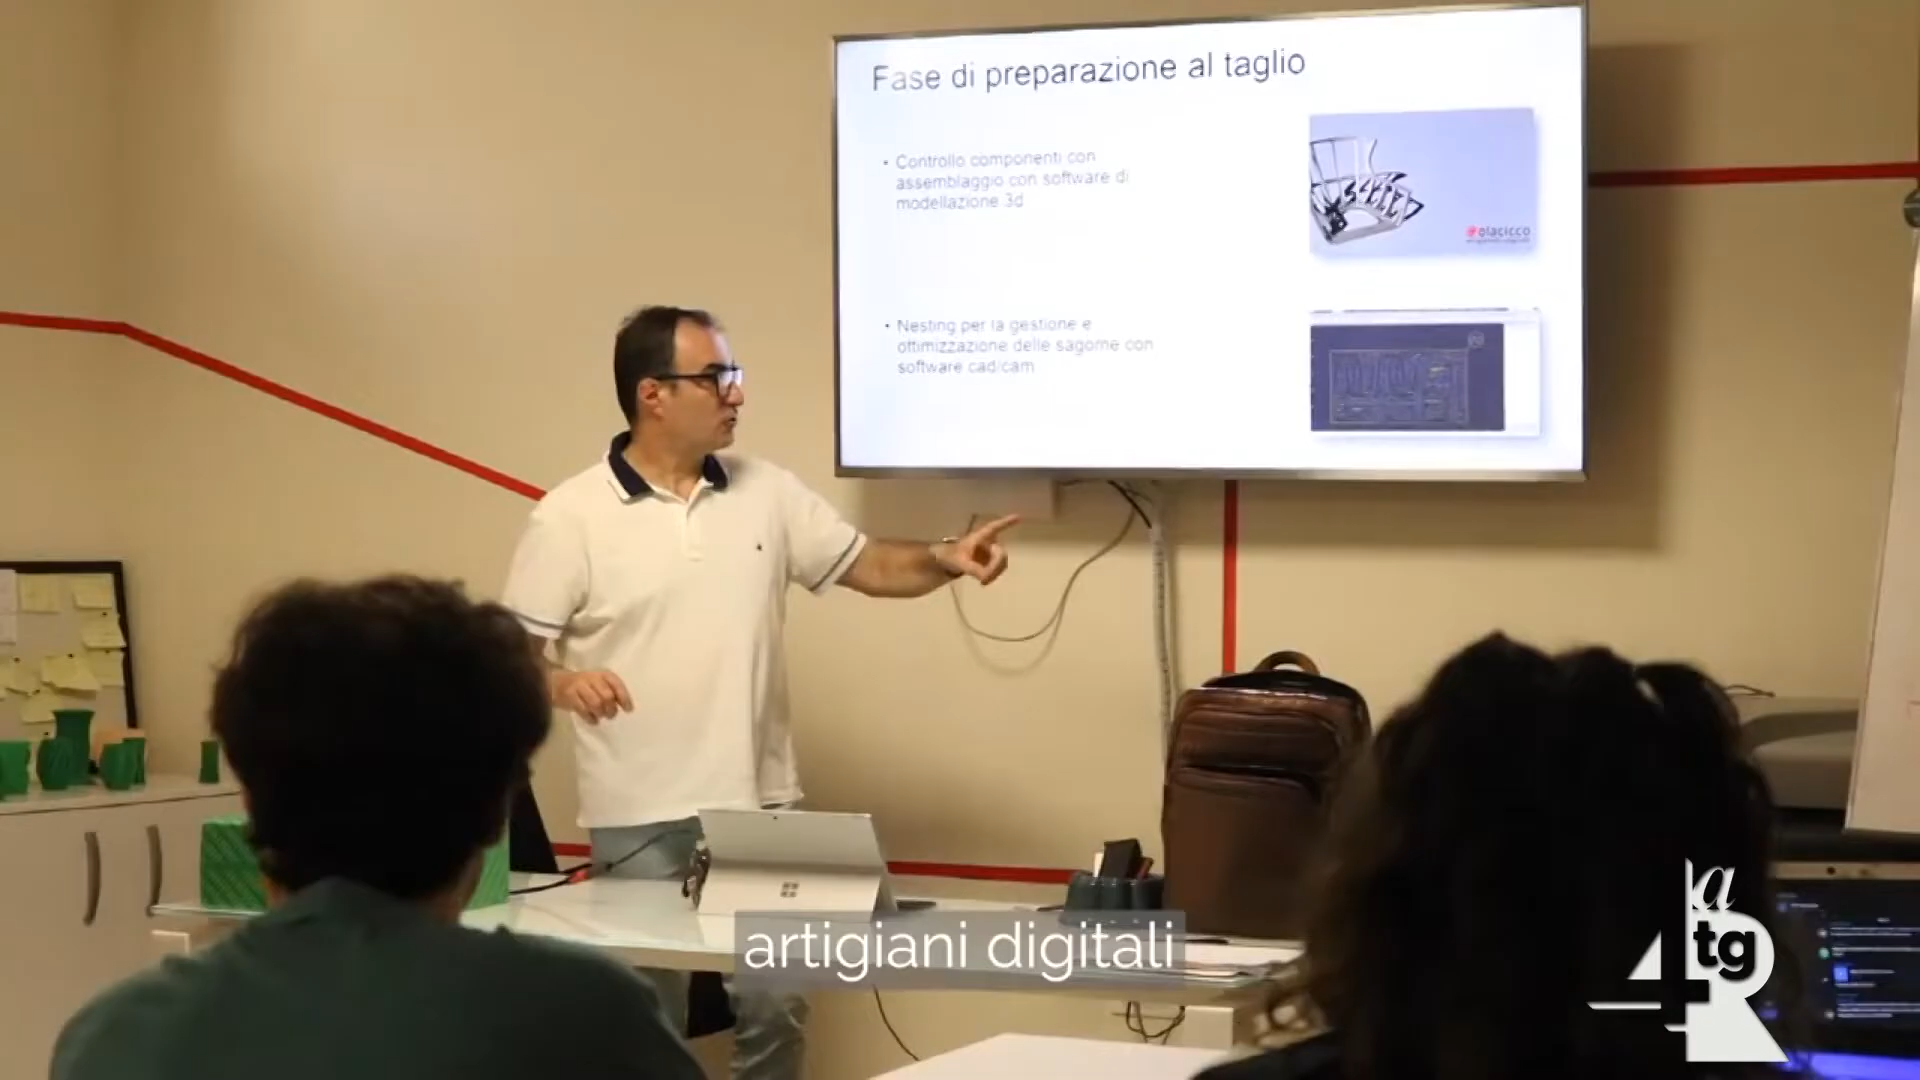 Fase di preparazione al taglio
• Controllo componenti con
assemblaggio con software di
modellazione 3d
• Nesting per la gestione e
ottimizzazione delle sagome con
software cad/cam
artigiani digitali
a
tg
4R